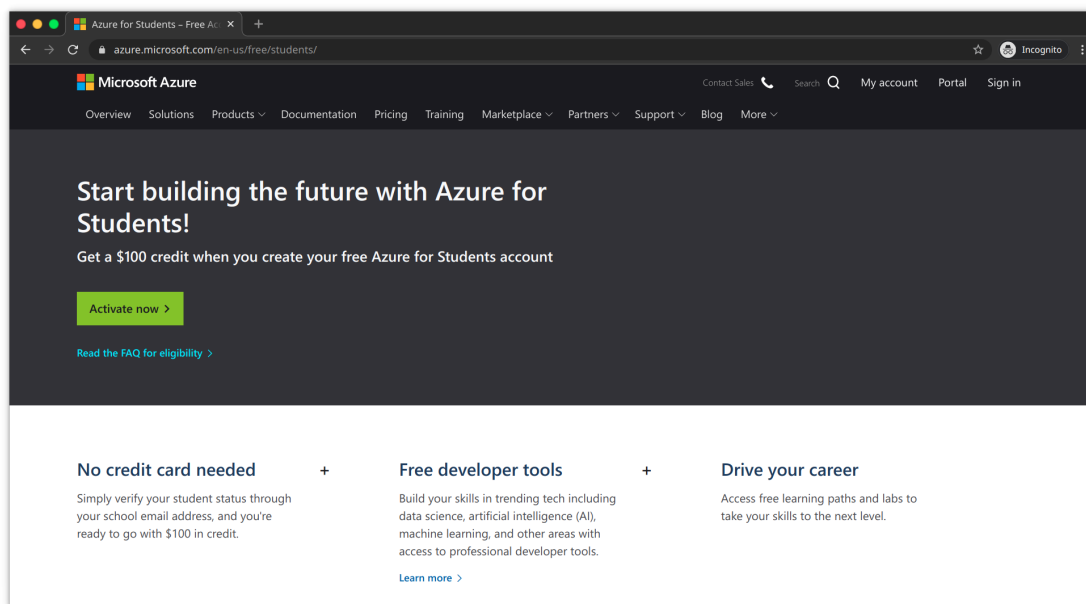 Azure for Students – Free Ac
azure.microsoft.com/en-us/free/students/
Incognito
Microsoft Azure
Contact Sales
Search
My account
Portal
Sign in
Overview
Solutions
Products
Documentation
Pricing
Training
Marketplace
Partners
Support
Blog
More
Start building the future with Azure for
Students!
Get a $100 credit when you create your free Azure for Students account
Activate now
Read the FAQ for eligibility
No credit card needed
+
Simply verify your student status through
your school email address, and you're
ready to go with $100 in credit.
Free developer tools
+
Build your skills in trending tech including
data science, artificial intelligence (AI),
machine learning, and other areas with
access to professional developer tools.
Learn more
Drive your career
Access free learning paths and labs to
take your skills to the next level.